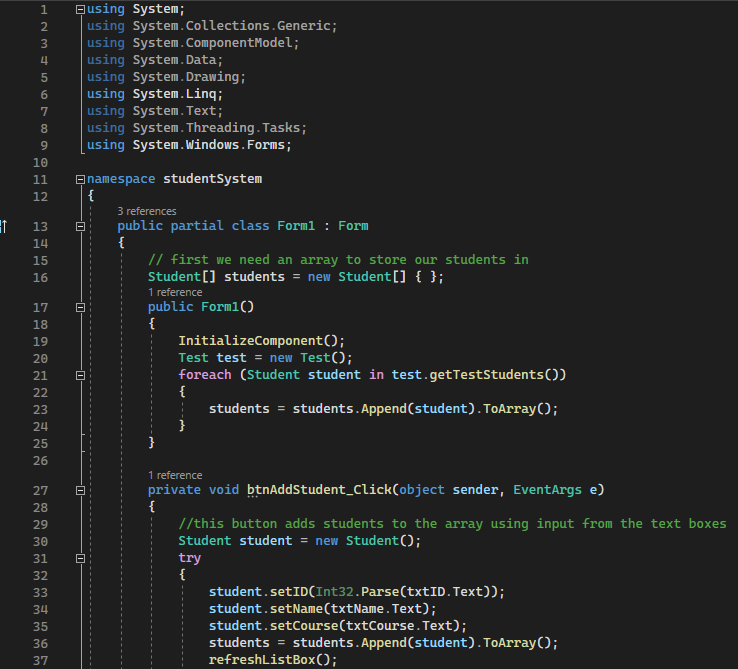 1 using System;
2 using System.Collections.Generic;
3 using System.ComponentModel;
4 using System.Data;
5 using System.Drawing;
6 using System.Linq;
7 using System.Text;
8 using System.Threading.Tasks;
9 using System.Windows.Forms;
10
11 namespace studentSystem
12 {
3 references
13 public partial class Form1 : Form
14 {
15 // first we need an array to store our students in
16 Student[] students = new Student[] { };
1 reference
17 public Form1()
18 {
19 InitializeComponent();
20 Test test = new Test();
21 foreach (Student student in test.getTestStudents())
22 {
23 students = students.Append(student).ToArray();
24 }
25 }
26
1 reference
27 private void btnAddStudent_Click(object sender, EventArgs e)
28 {
29 //this button adds students to the array using input from the text boxes
30 Student student = new Student();
31 try
32 {
33 student.setID(Int32.Parse(txtID.Text));
34 student.setName(txtName.Text);
35 student.setCourse(txtCourse.Text);
36 students = students.Append(student).ToArray();
37 refreshListBox();